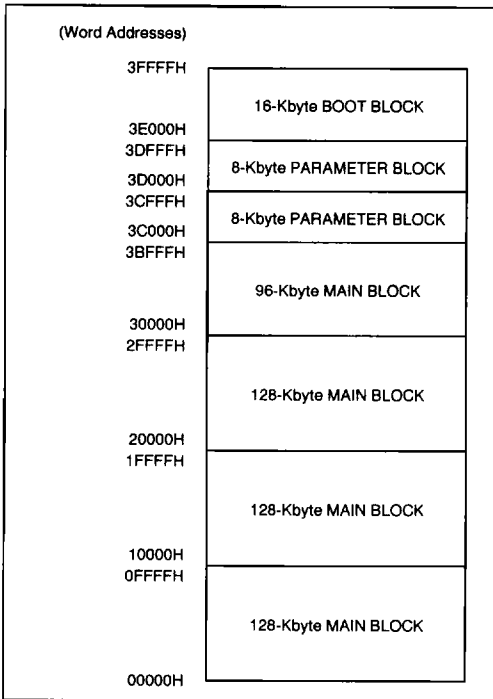 (Word Addresses)
3FFFFH
16-Kbyte BOOT BLOCK
3E000H
3DFFFH
8-Kbyte PARAMETER BLOCK
3D000H
3CFFFH
8-Kbyte PARAMETER BLOCK
3C000H
3BFFFH
96-Kbyte MAIN BLOCK
30000H
2FFFFH
128-Kbyte MAIN BLOCK
20000H
1FFFFH
128-Kbyte MAIN BLOCK
10000H
0FFFFH
128-Kbyte MAIN BLOCK
00000H